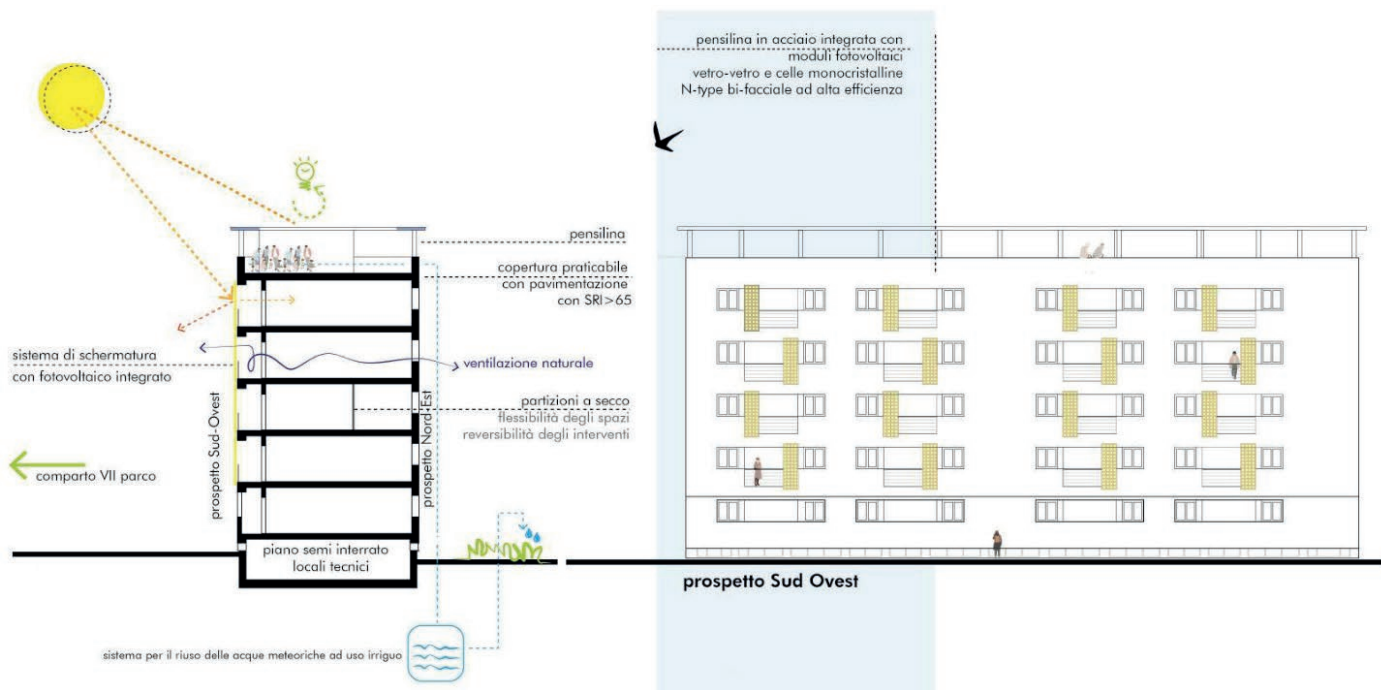 pensilina in acciaio integrata con
moduli fotovoltaici
vetro-vetro e celle monocristalline
N-type bi-facciale ad alta efficienza
pensilina
copertura praticabile
con pavimentazione
con SRI>65
sistema di schermatura
con fotovoltaico integrato
ventilazione naturale
partizioni a secco
flessibilità degli spazi
reversibilità degli interventi
prospetto Sud-Ovest
prospetto Nord-Est
comparto VII parco
piano semi interrato
locali tecnici
prospetto Sud Ovest
sistema per il riuso delle acque meteoriche ad uso irriguo